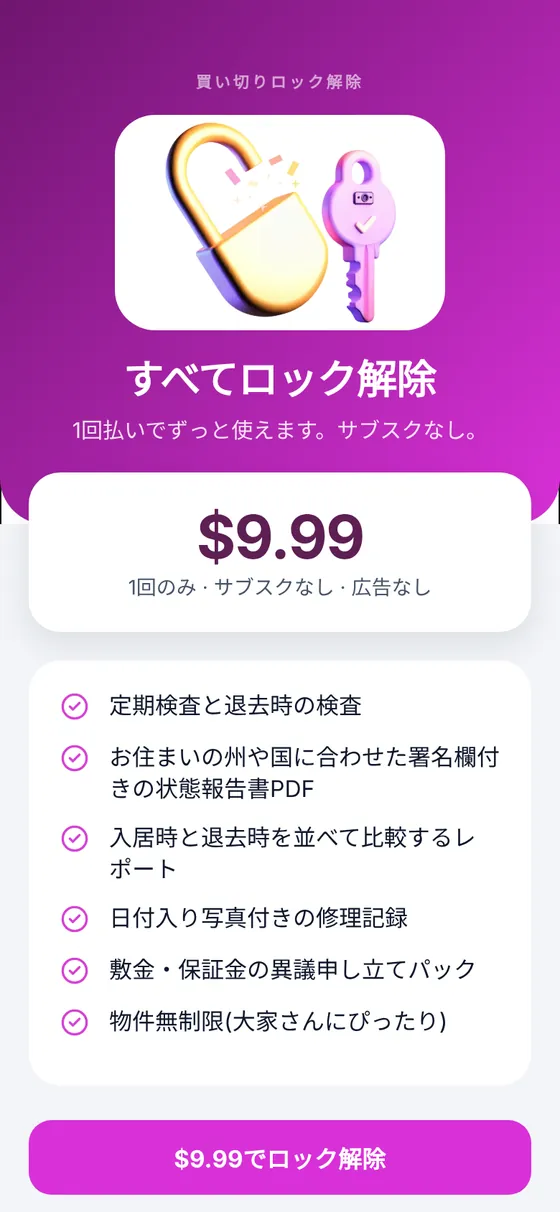 買い切りロック解除
すべてロック解除
1回払いでずっと使えます。サブスクなし。
$9.99
1回のみ · サブスクなし · 広告なし
定期検査と退去時の検査
お住まいの州や国に合わせた署名欄付
きの状態報告書PDF
入居時と退去時を並べて比較するレ
ポート
日付入り写真付きの修理記録
敷金・保証金の異議申し立てパック
物件無制限(大家さんにぴったり)
$9.99でロック解除